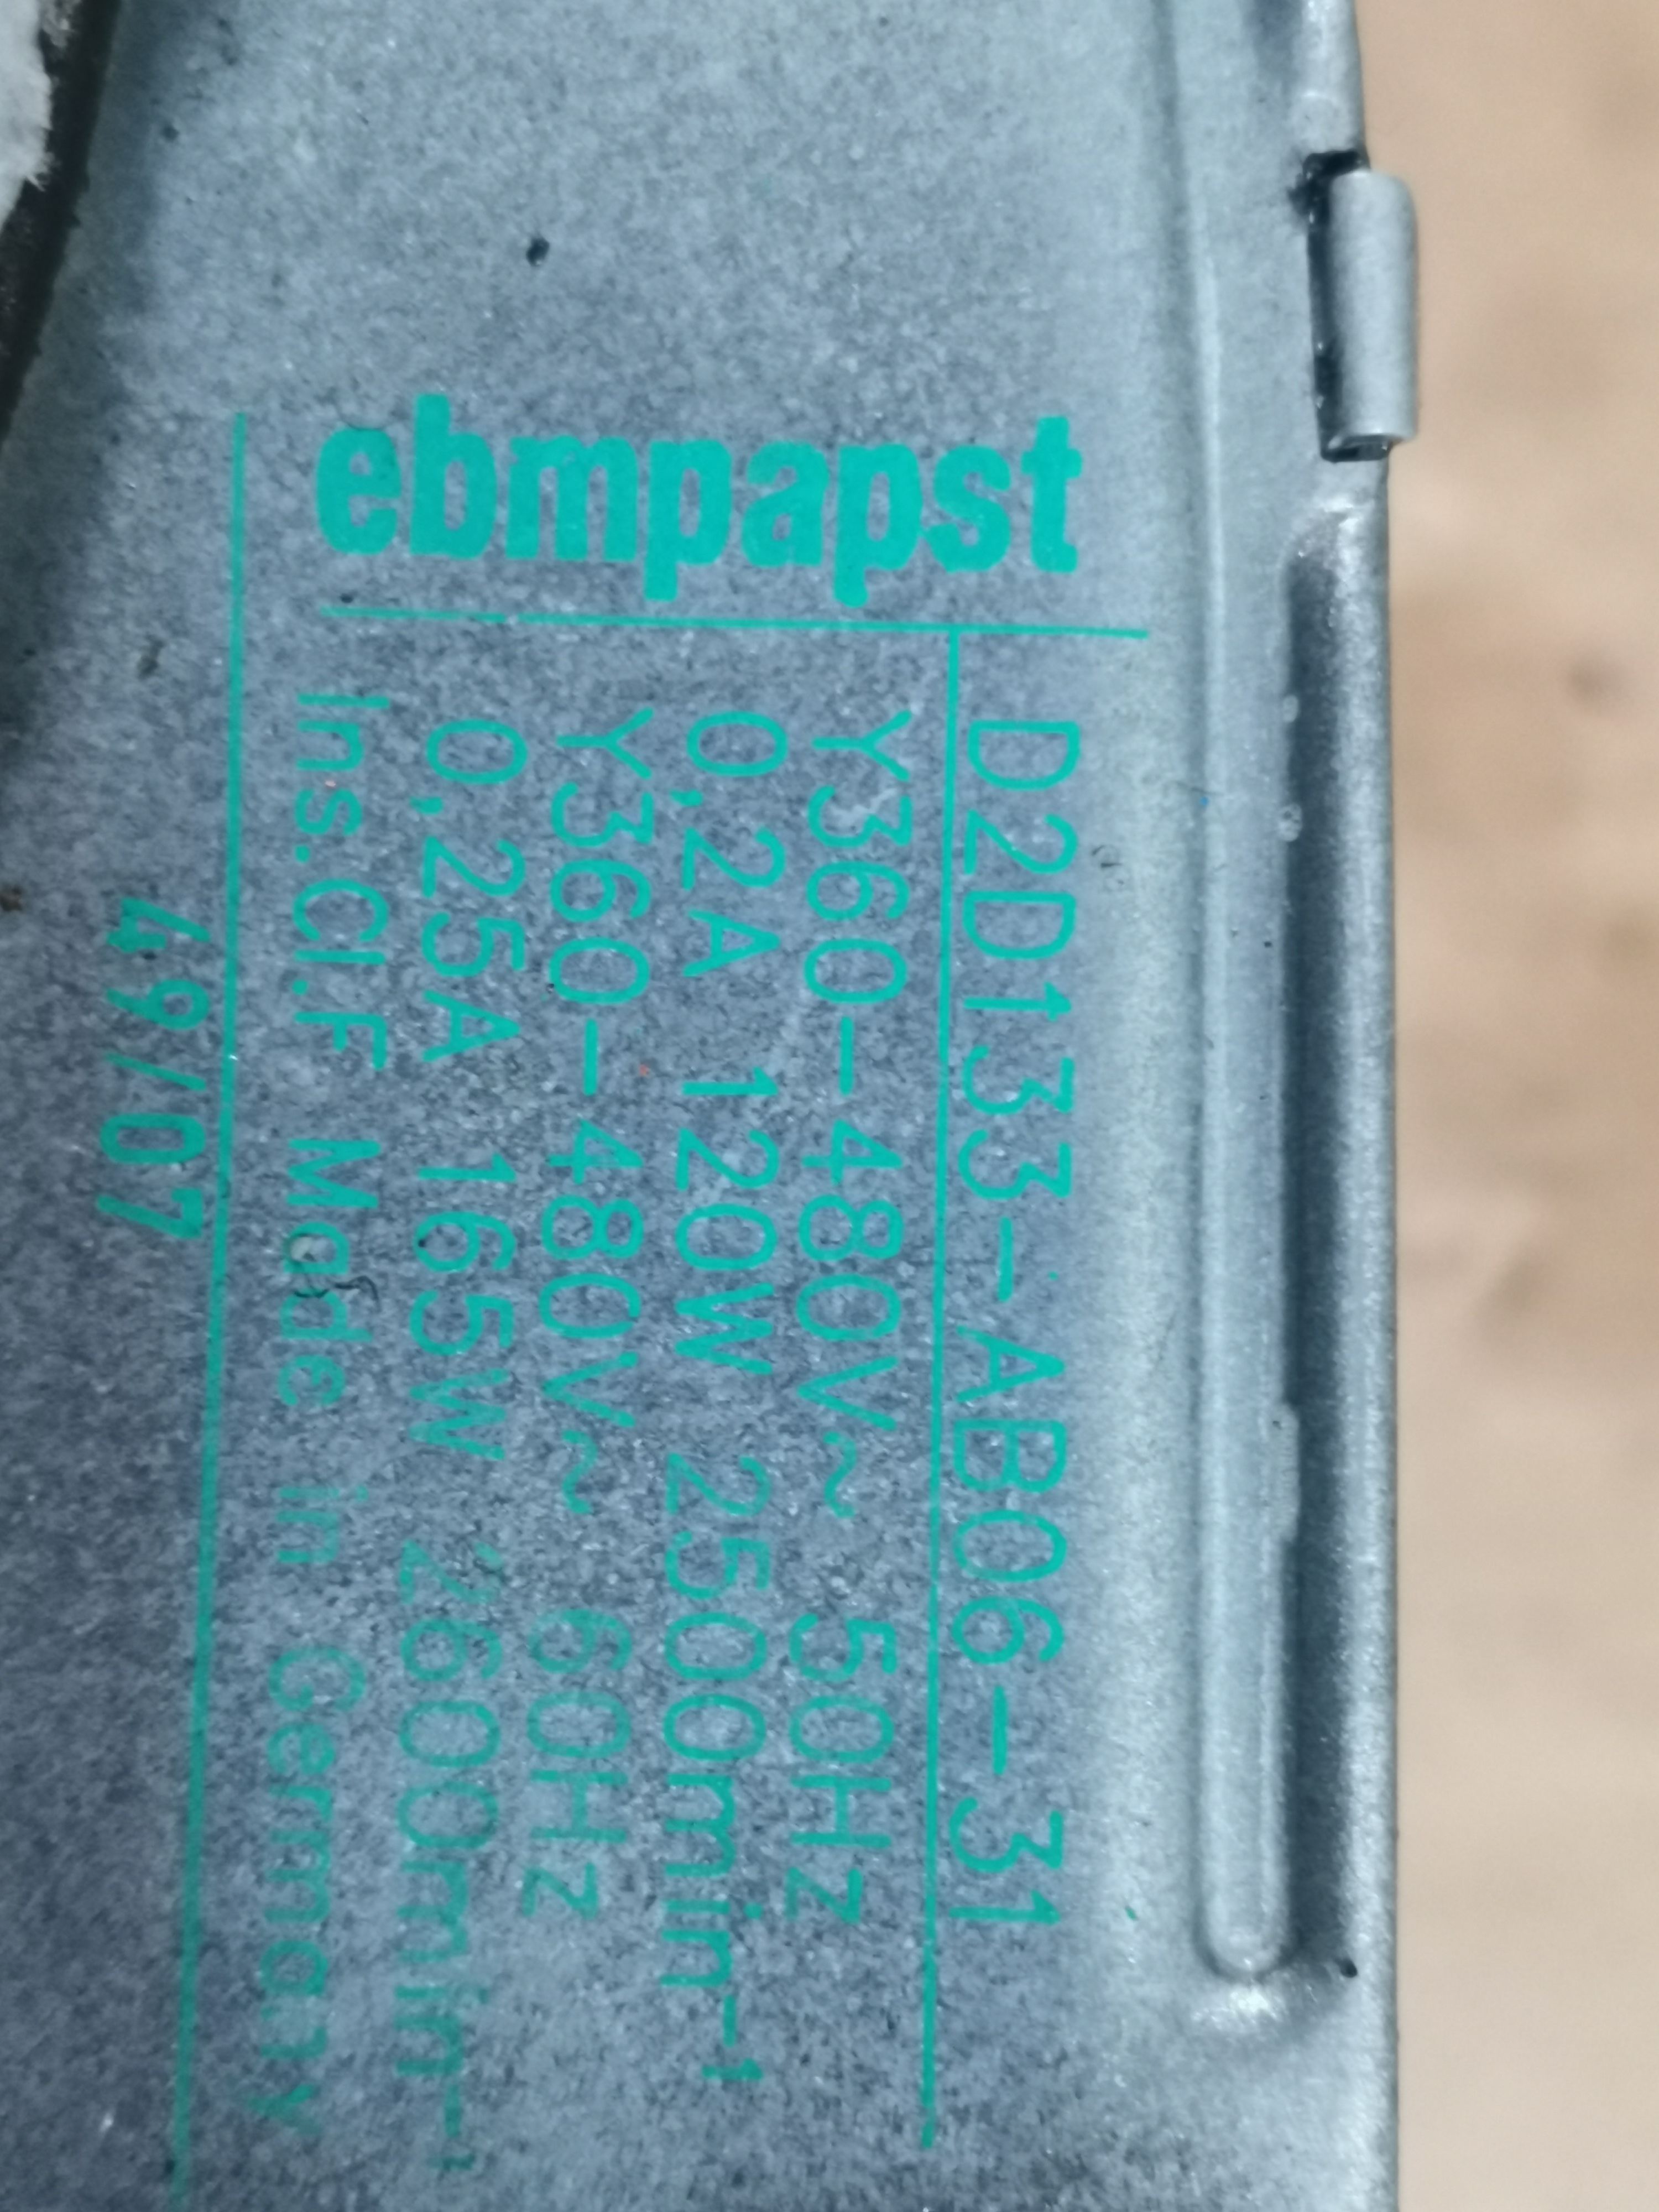 ebmpapst
D2D133-AB06-31
Y360-480V~ 50Hz
0,2A 120W 2500min-1
Y360-480V~ 60Hz
0,25A 165W 2600min-1
Ins.Cl.F Made in Germany
49/07